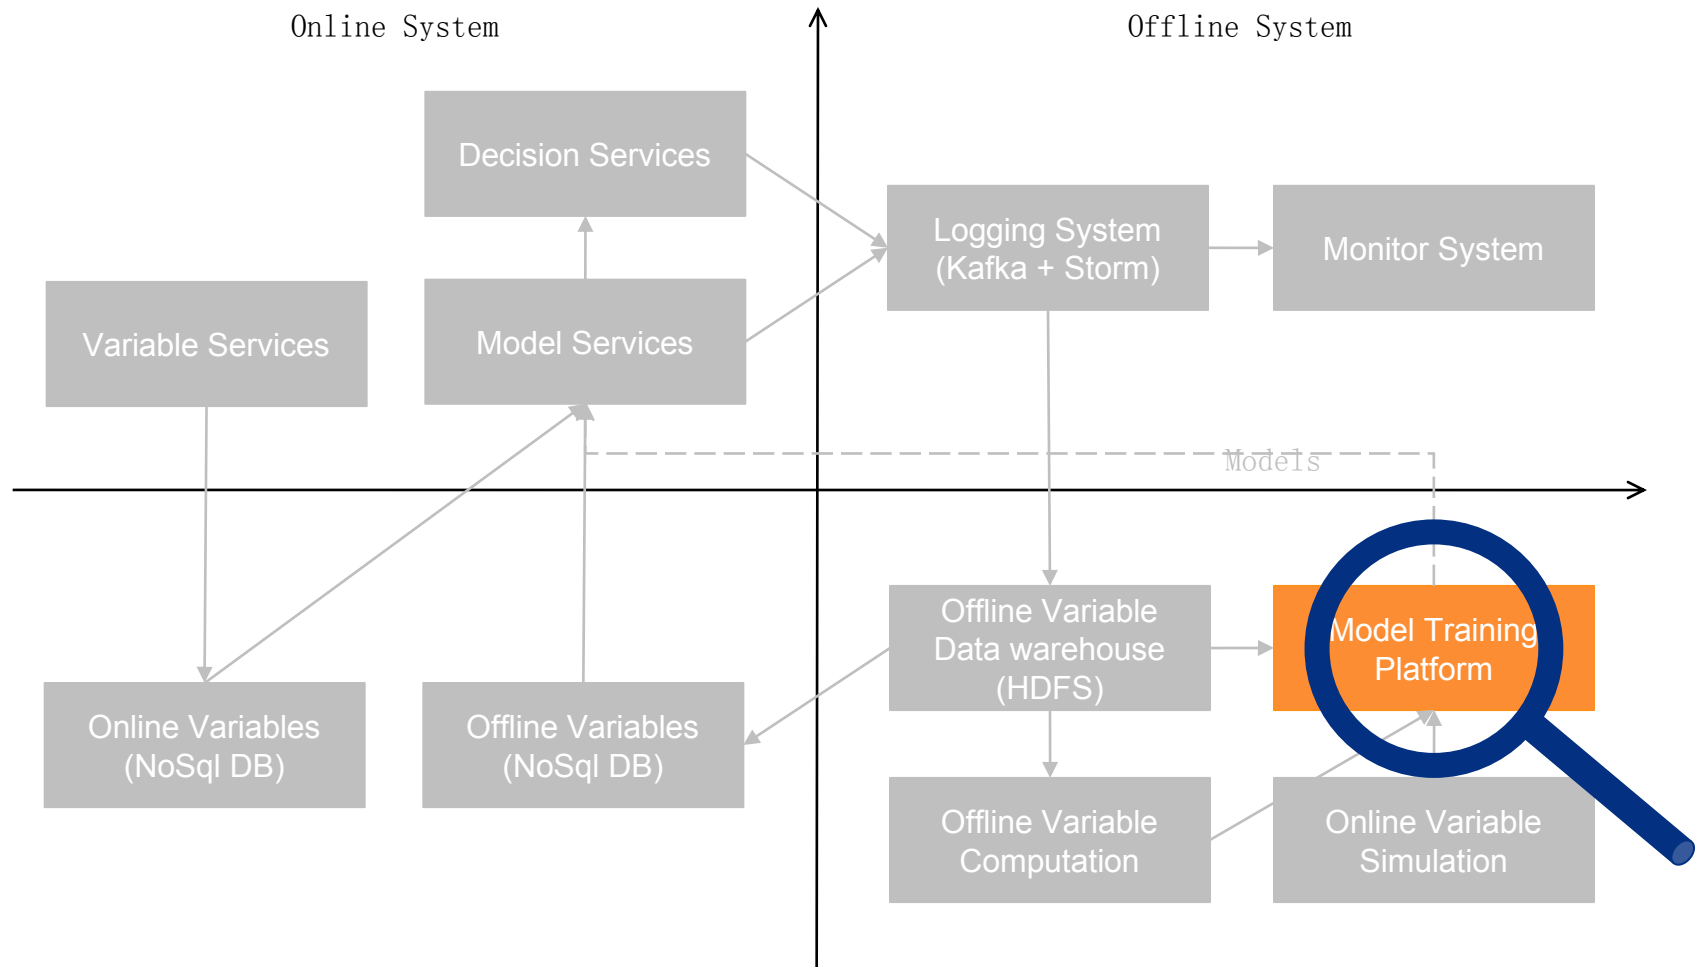 Online System
Offline System
Decision Services
Logging System
(Kafka + Storm)
Monitor System
Variable Services
Model Services
Models
Online Variables
(NoSql DB)
Offline Variables
(NoSql DB)
Offline Variable
Data warehouse
(HDFS)
Model Training
Platform
Offline Variable
Computation
Online Variable
Simulation